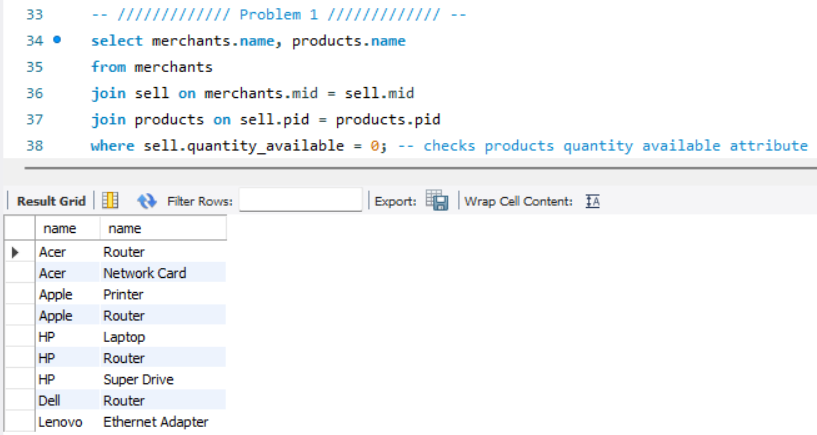 33 -- ///////////// Problem 1 ///////////// --
34 select merchants.name, products.name
35 from merchants
36 join sell on merchants.mid = sell.mid
37 join products on sell.pid = products.pid
38 where sell.quantity_available = 0; -- checks products quantity available attribute
Result Grid Filter Rows: Export: Wrap Cell Content: IA
name name
Acer Router
Acer Network Card
Apple Printer
Apple Router
HP Laptop
HP Router
HP Super Drive
Dell Router
Lenovo Ethernet Adapter